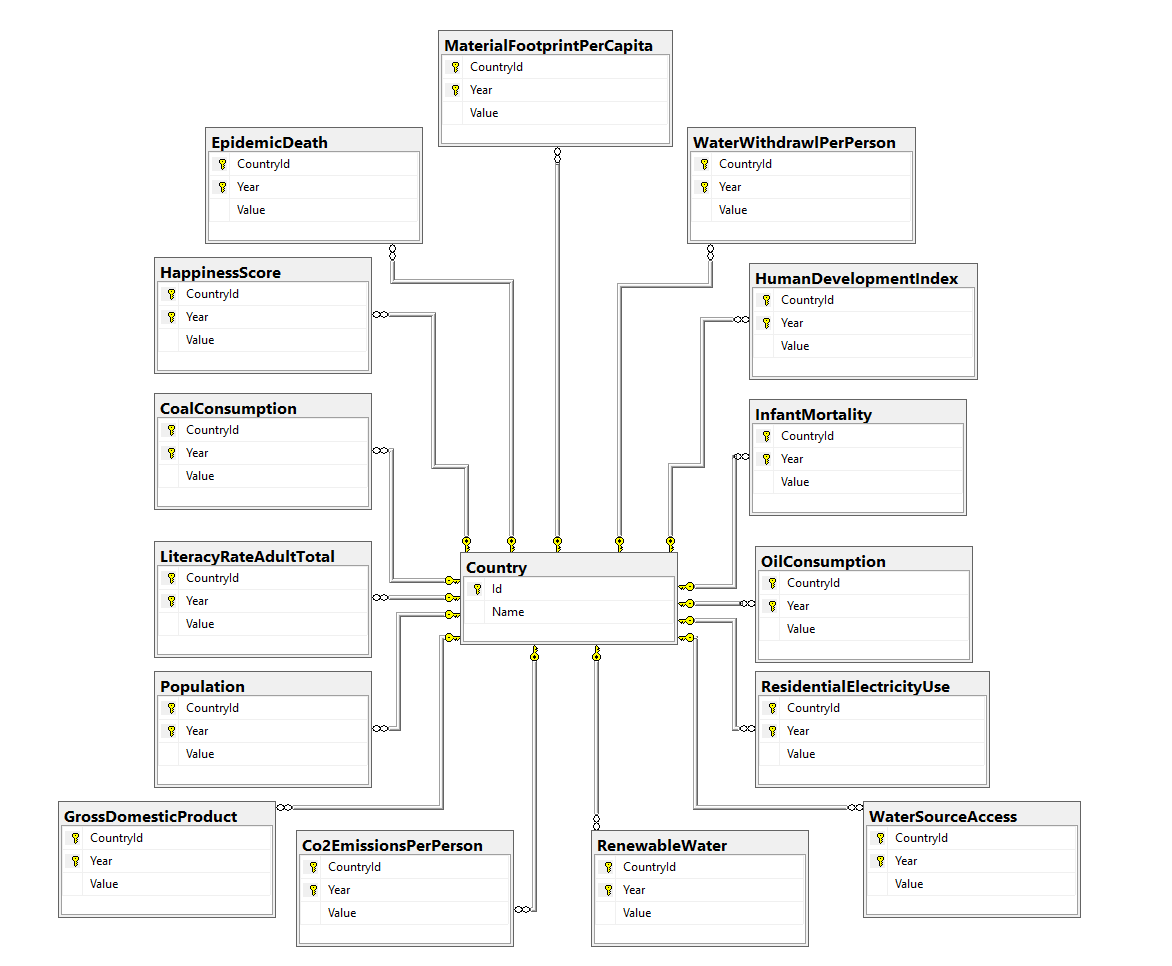 MaterialFootprintPerCapita
CountryId
Year
Value
EpidemicDeath
CountryId
Year
Value
WaterWithdrawlPerPerson
CountryId
Year
Value
HappinessScore
CountryId
Year
Value
HumanDevelopmentIndex
CountryId
Year
Value
CoalConsumption
CountryId
Year
Value
InfantMortality
CountryId
Year
Value
LiteracyRateAdultTotal
CountryId
Year
Value
Country
Id
Name
OilConsumption
CountryId
Year
Value
Population
CountryId
Year
Value
ResidentialElectricityUse
CountryId
Year
Value
GrossDomesticProduct
CountryId
Year
Value
Co2EmissionsPerPerson
CountryId
Year
Value
RenewableWater
CountryId
Year
Value
WaterSourceAccess
CountryId
Year
Value